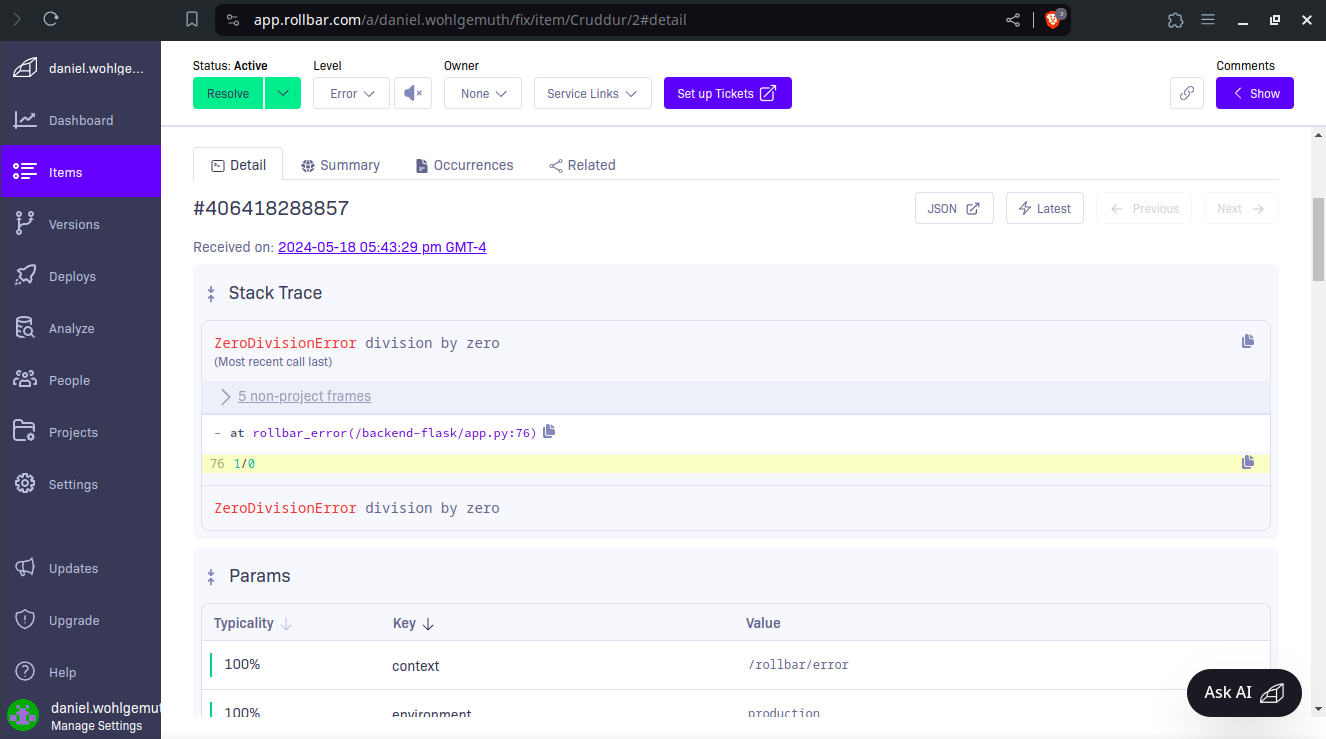 app.rollbar.com/a/daniel.wohlgemuth/fix/item/Cruddur/2#detail
3
daniel.wohlge...
Dashboard
Items
Versions
Deploys
Analyze
People
Projects
Settings
Updates
Upgrade
Help
daniel.wohlgemut
Manage Settings
Status: Active
Level
Owner
Comments
Resolve
Error
None
Service Links
Set up Tickets
Show
Detail
Summary
Occurrences
Related
#406418288857
JSON
Latest
Previous
Next
Received on: 2024-05-18 05:43:29 pm GMT-4
Stack Trace
ZeroDivisionError division by zero
(Most recent call last)
5 non-project frames
- at rollbar_error(/backend-flask/app.py:76)
76 1/0
ZeroDivisionError division by zero
Params
Typicality Key Value
100% context /rollbar/error
100% environment production
Ask AI